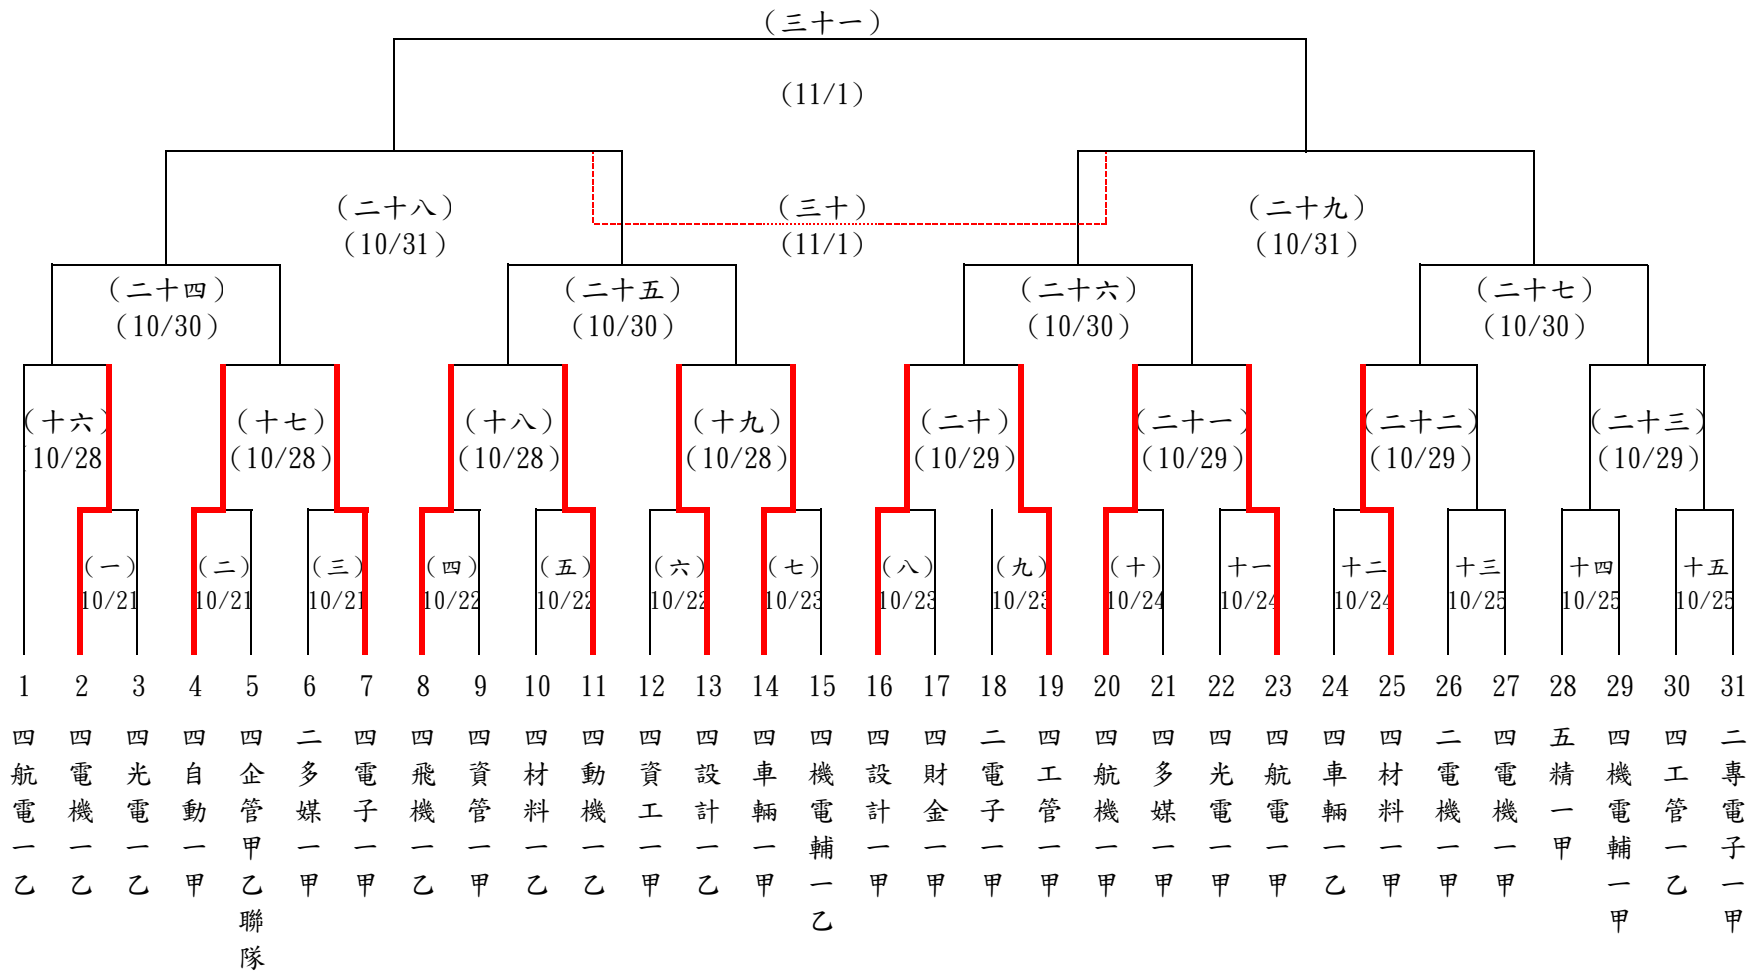 （三十一）
（11/1）
（二十八） （三十） （二十九）
（10/31） （11/1） （10/31）
（二十四） （二十五） （二十六） （二十七）
（10/30） （10/30） （10/30） （10/30）
（十六） （十七） （十八） （十九） （二十） （二十一） （二十二） （二十三）
10/28 （10/28） （10/28） （10/28） （10/29） （10/29） （10/29） （10/29）
（一） （二） （三） （四） （五） （六） （七） （八） （九） （十） 十一 十二 十三 十四 十五
10/21 10/21 10/21 10/22 10/22 10/22 10/23 10/23 10/23 10/24 10/24 10/24 10/25 10/25 10/25
1 2 3 4 5 6 7 8 9 10 11 12 13 14 15 16 17 18 19 20 21 22 23 24 25 26 27 28 29 30 31
四航電一乙
四電機一乙
四光電一乙
四自動一甲
四企管甲乙聯隊
二多媒一甲
四電子一甲
四飛機一乙
四資管一甲
四材料一乙
四動機一乙
四資工一甲
四設計一乙
四車輛一甲
四機電輔一乙
四設計一甲
四財金一甲
二電子一甲
四工管一甲
四航機一甲
四多媒一甲
四光電一甲
四航電一甲
四車輛一乙
四材料一甲
二電機一甲
四電機一甲
五精一甲
四機電輔一甲
四工管一乙
二專電子一甲